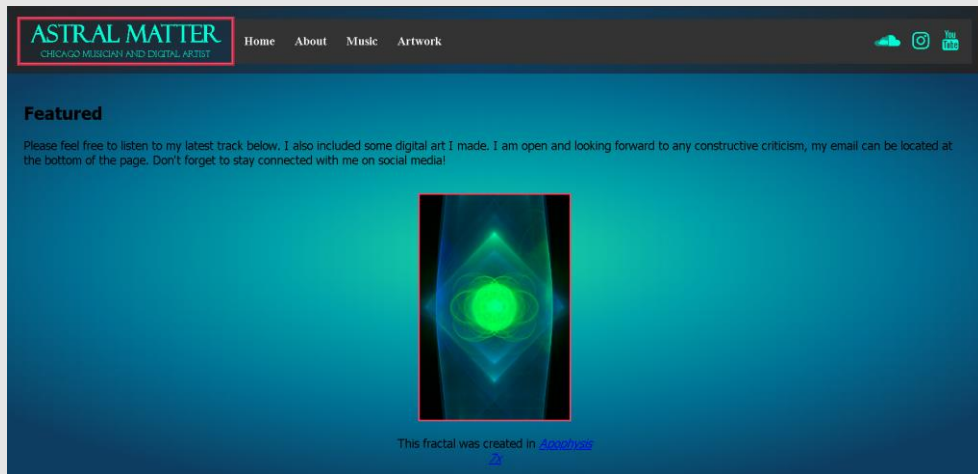 ASTRAL MATTER
CHICAGO MUSICIAN AND DIGITAL ARTIST
Home About Music Artwork
You
Tube
Featured
Please feel free to listen to my latest track below. I also included some digital art I made. I am open and looking forward to any constructive criticism, my email can be located at
the bottom of the page. Don't forget to stay connected with me on social media!
This fractal was created in Apophysis
7x